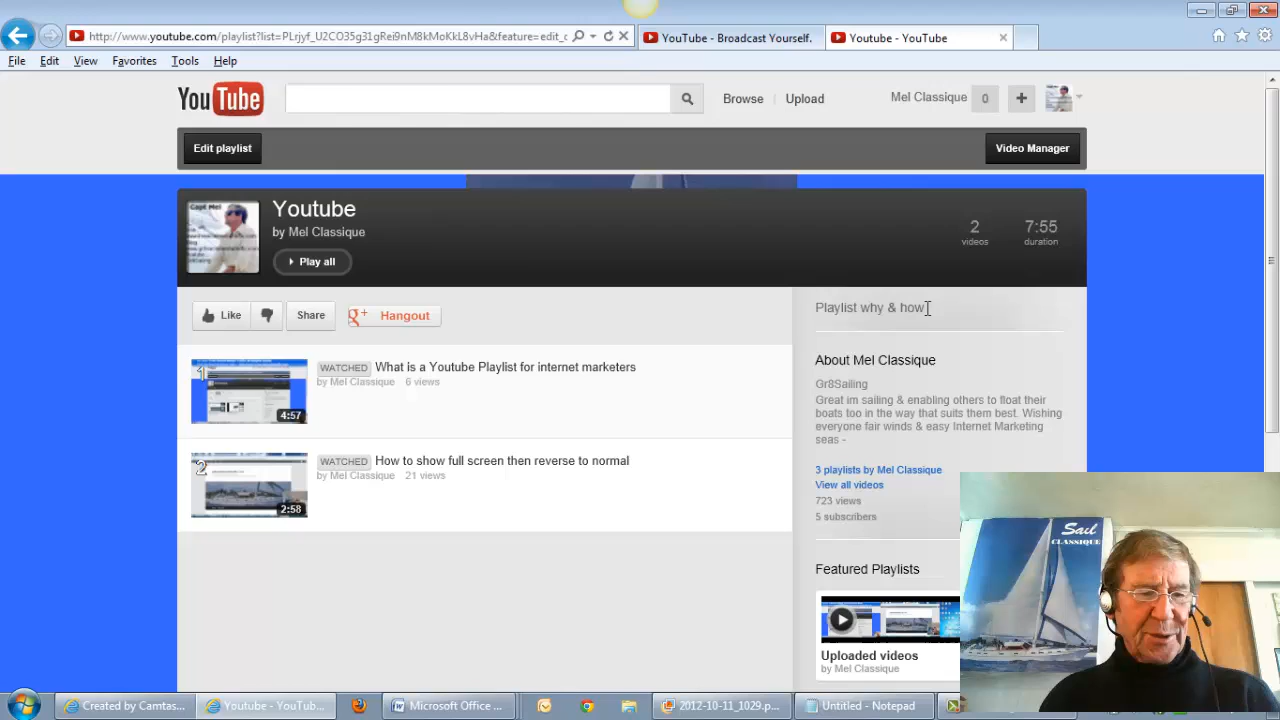 http://www.youtube.com/playlist?list=PLrjyf_U2CO35g31gRei9nM8kMoKkL8vHa&feature=edit_c
YouTube - Broadcast Yourself.
Youtube - YouTube
File Edit View Favorites Tools Help
YouTube
Browse Upload
Mel Classique 0
Edit playlist
Video Manager
Capt Mel
Youtube
by Mel Classique
Play all
2
videos
7:55
duration
Like
Share
g+ Hangout
Playlist why & how
1
4:57
WATCHED What is a Youtube Playlist for internet marketers
by Mel Classique 6 views
2
2:58
WATCHED How to show full screen then reverse to normal
by Mel Classique 21 views
About Mel Classique
Gr8Sailing
Great im sailing & enabling others to float their
boats too in the way that suits them best. Wishing
everyone fair winds & easy Internet Marketing
seas -
3 playlists by Mel Classique
View all videos
723 views
5 subscribers
Featured Playlists
Uploaded videos
by Mel Classique
Sail
CLASSIQUE
Created by Camtas...
Youtube - YouTub...
Microsoft Office ...
2012-10-11_1029.p...
Untitled - Notepad